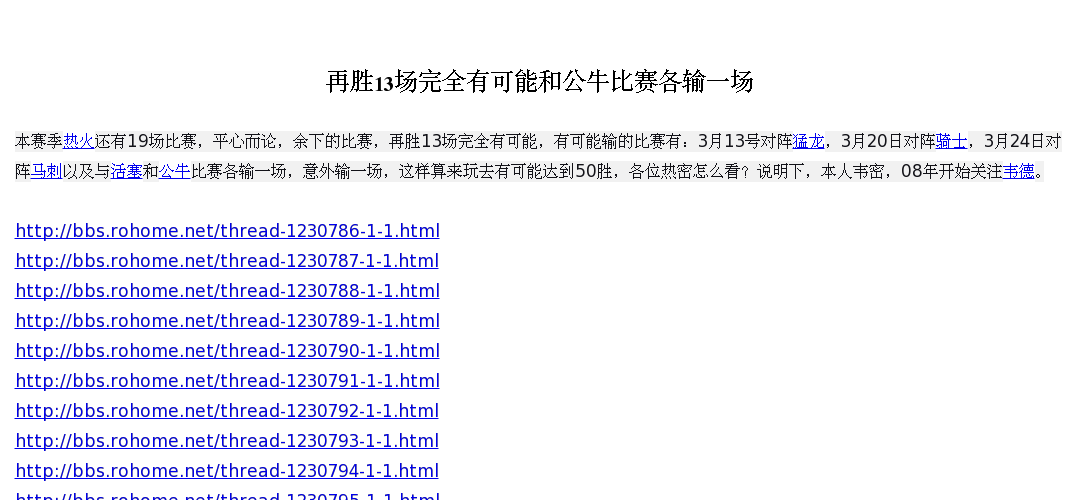 再胜13场完全有可能和公牛比赛各输一场
本赛季热火还有19场比赛，平心而论，余下的比赛，再胜13场完全有可能，有可能输的比赛有：3月13号对阵猛龙，3月20日对阵骑士，3月24日对
阵马刺以及与活塞和公牛比赛各输一场，意外输一场，这样算来玩去有可能达到50胜，各位热密怎么看？说明下，本人韦密，08年开始关注韦德。
http://bbs.rohome.net/thread-1230786-1-1.html
http://bbs.rohome.net/thread-1230787-1-1.html
http://bbs.rohome.net/thread-1230788-1-1.html
http://bbs.rohome.net/thread-1230789-1-1.html
http://bbs.rohome.net/thread-1230790-1-1.html
http://bbs.rohome.net/thread-1230791-1-1.html
http://bbs.rohome.net/thread-1230792-1-1.html
http://bbs.rohome.net/thread-1230793-1-1.html
http://bbs.rohome.net/thread-1230794-1-1.html
http://bbs.rohome.net/thread-1230795-1-1.html